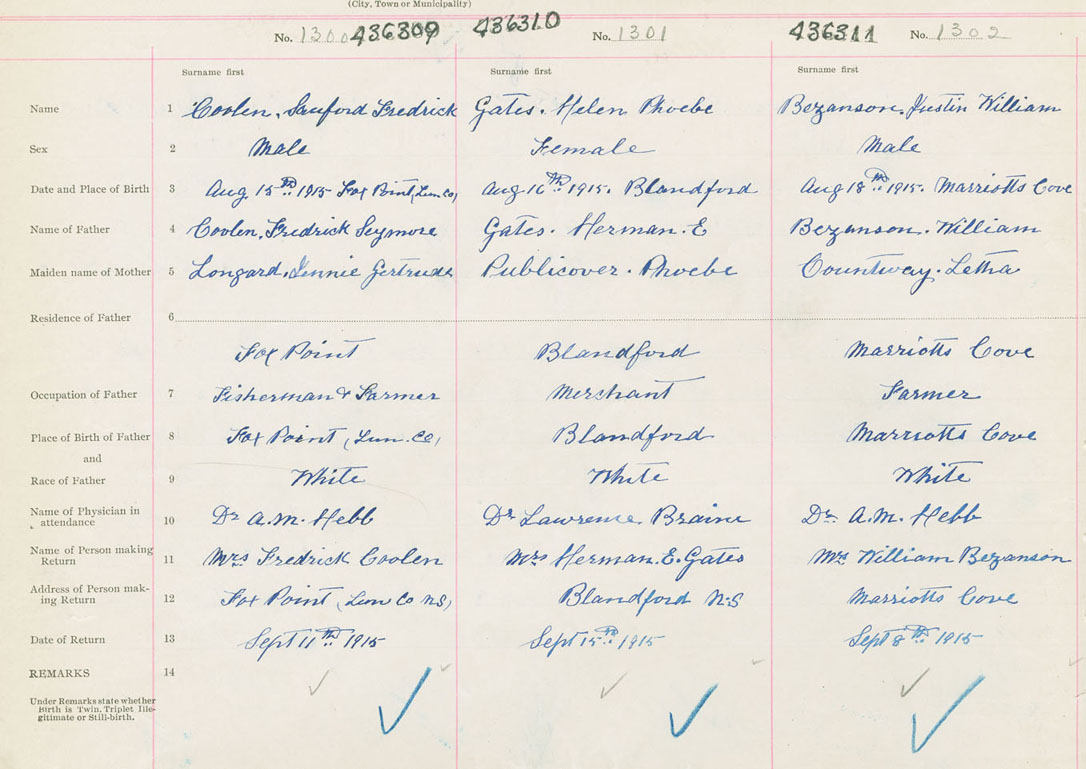 (City, Town or Municipality)
No. 1300 436309 436310 No. 1301 436311 No. 1302
Surname first Surname first Surname first
Name 1 Coolen, Sanford Fredrick Gates. Helen Phoebe Bezanson. Justin William
Sex 2 Male Female Male
Date and Place of Birth 3 Aug. 15th 1915 Fox Point, Lun. Co, Aug 16th 1915. Blandford Aug 18th 1915. Marriotts Cove
Name of Father 4 Coolen, Fredrick Seymore Gates. Herman. E Bezanson. William
Maiden name of Mother 5 Longard, Jennie Gertrude Publicover. Phoebe Countway. Letha
Residence of Father 6
Fox Point Blandford Marriotts Cove
Occupation of Father 7 Fisherman & Farmer Merchant Farmer
Place of Birth of Father 8 Fox Point, (Lun. Co, Blandford Marriotts Cove
and
Race of Father 9 White White White
Name of Physician in
attendance 10 Dr A.M. Hebb Dr Lawrence Braine Dr. A.M. Hebb
Name of Person making
Return 11 Mrs Fredrick Coolen Mrs Herman. E. Gates Mrs William Bezanson
Address of Person mak-
ing Return 12 Fox Point, (Lun Co N.S, Blandford N.S Marriotts Cove
Date of Return 13 Sept 11th 1915 Sept 15th 1915 Sept 8th 1915
REMARKS 14
Under Remarks state whether
Birth is Twin, Triplet Ille-
gitimate or Still-birth.